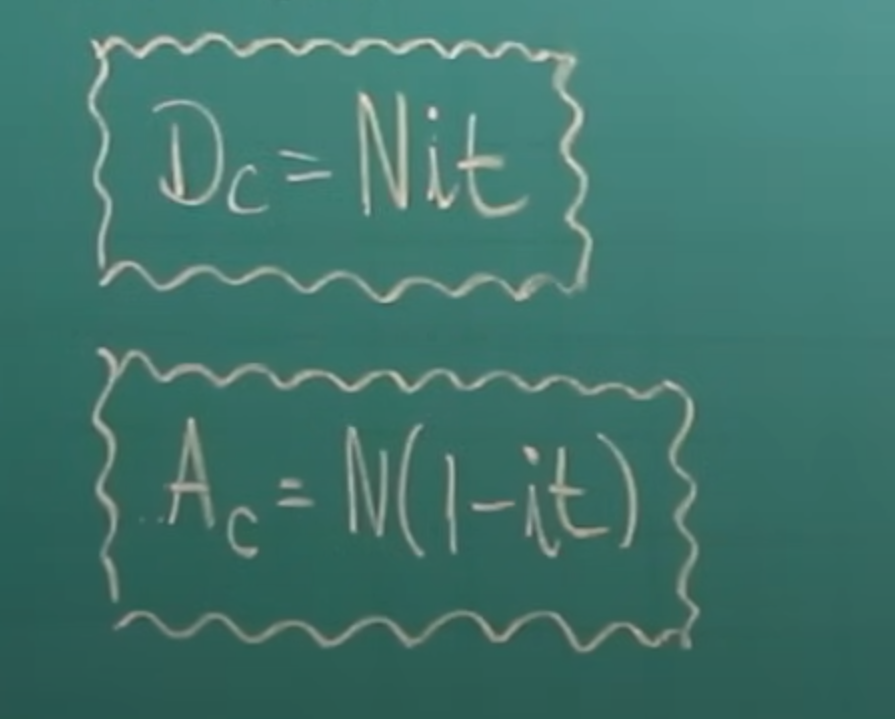 Dc = Nit
Ac = N(1-it)